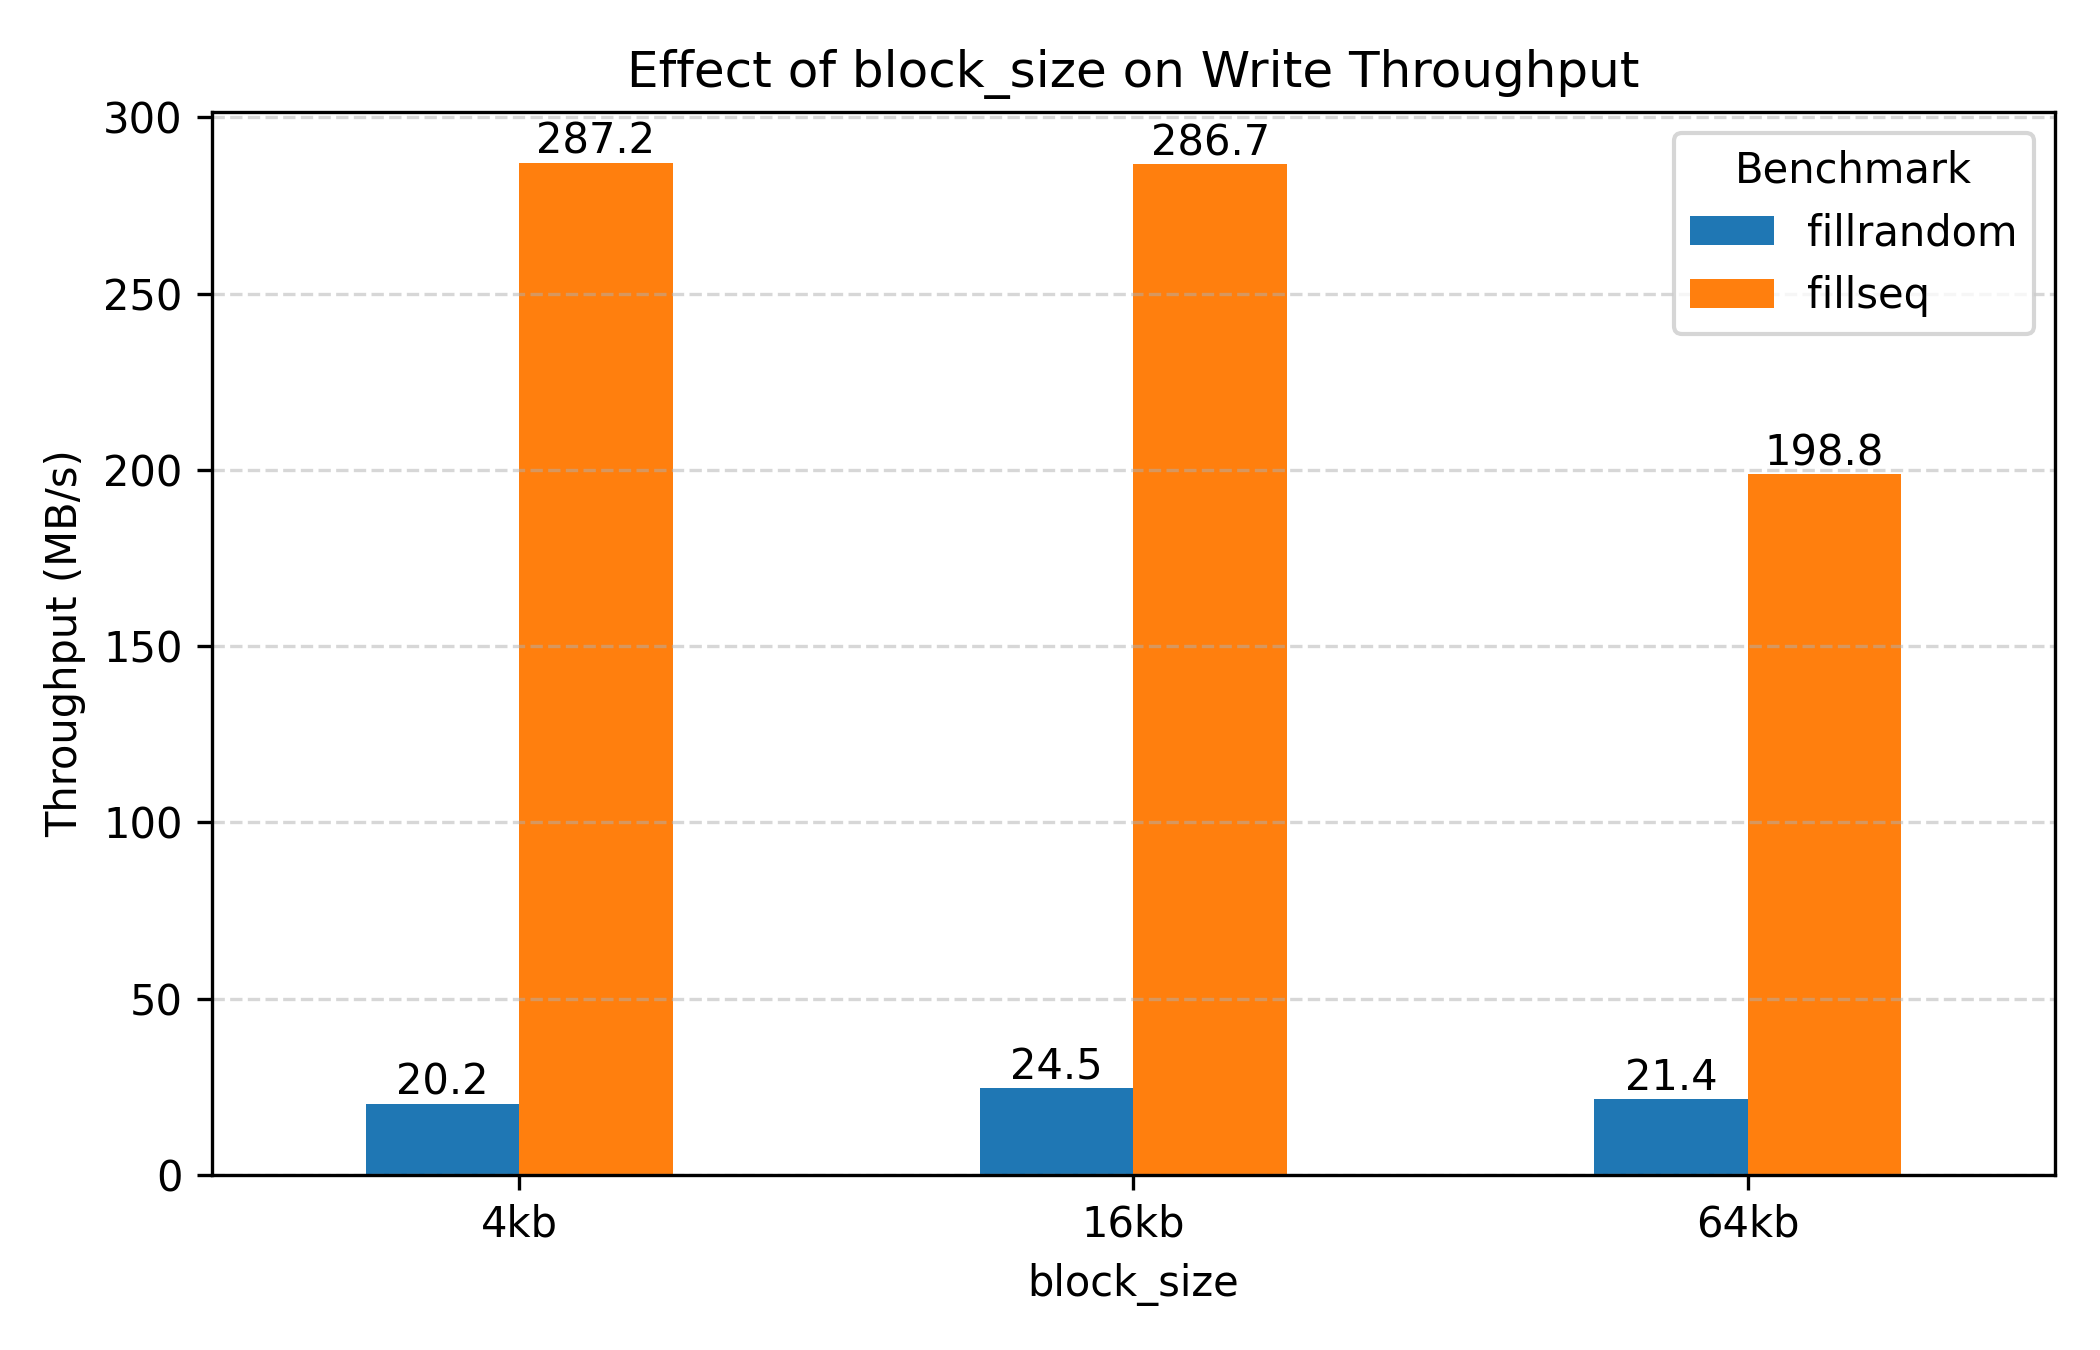 Effect of block_size on Write Throughput
300
250
200
150
100
50
0
Throughput (MB/s)
287.2
286.7
198.8
20.2
24.5
21.4
Benchmark
fillrandom
fillseq
4kb
16kb
64kb
block_size